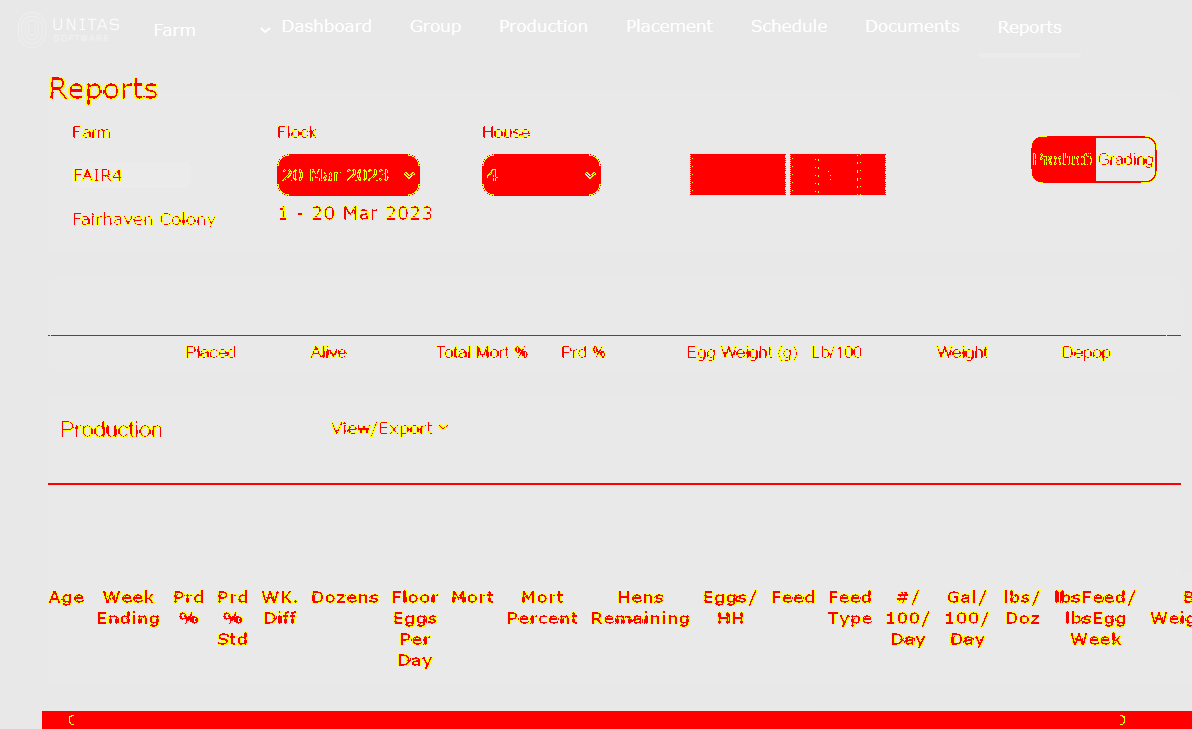 UNITAS
SOFTWARE
Farm Dashboard Group Production Placement Schedule Documents Reports
Reports
Farm Flock House
FAIR4 20 Mar 2023 4 Grading
Fairhaven Colony 1 - 20 Mar 2023
Placed Alive Total Mort % Prd % Egg Weight (g) Lb/100 Weight Depop
Production View/Export
Age Week Prd Prd WK. Dozens Floor Mort Mort Hens Eggs/ Feed Feed #/ Gal/ lbs/ lbsFeed/
Ending % % Diff Eggs Percent Remaining HH Type 100/ 100/ Doz lbsEgg
Std Per Day Day Week
Day